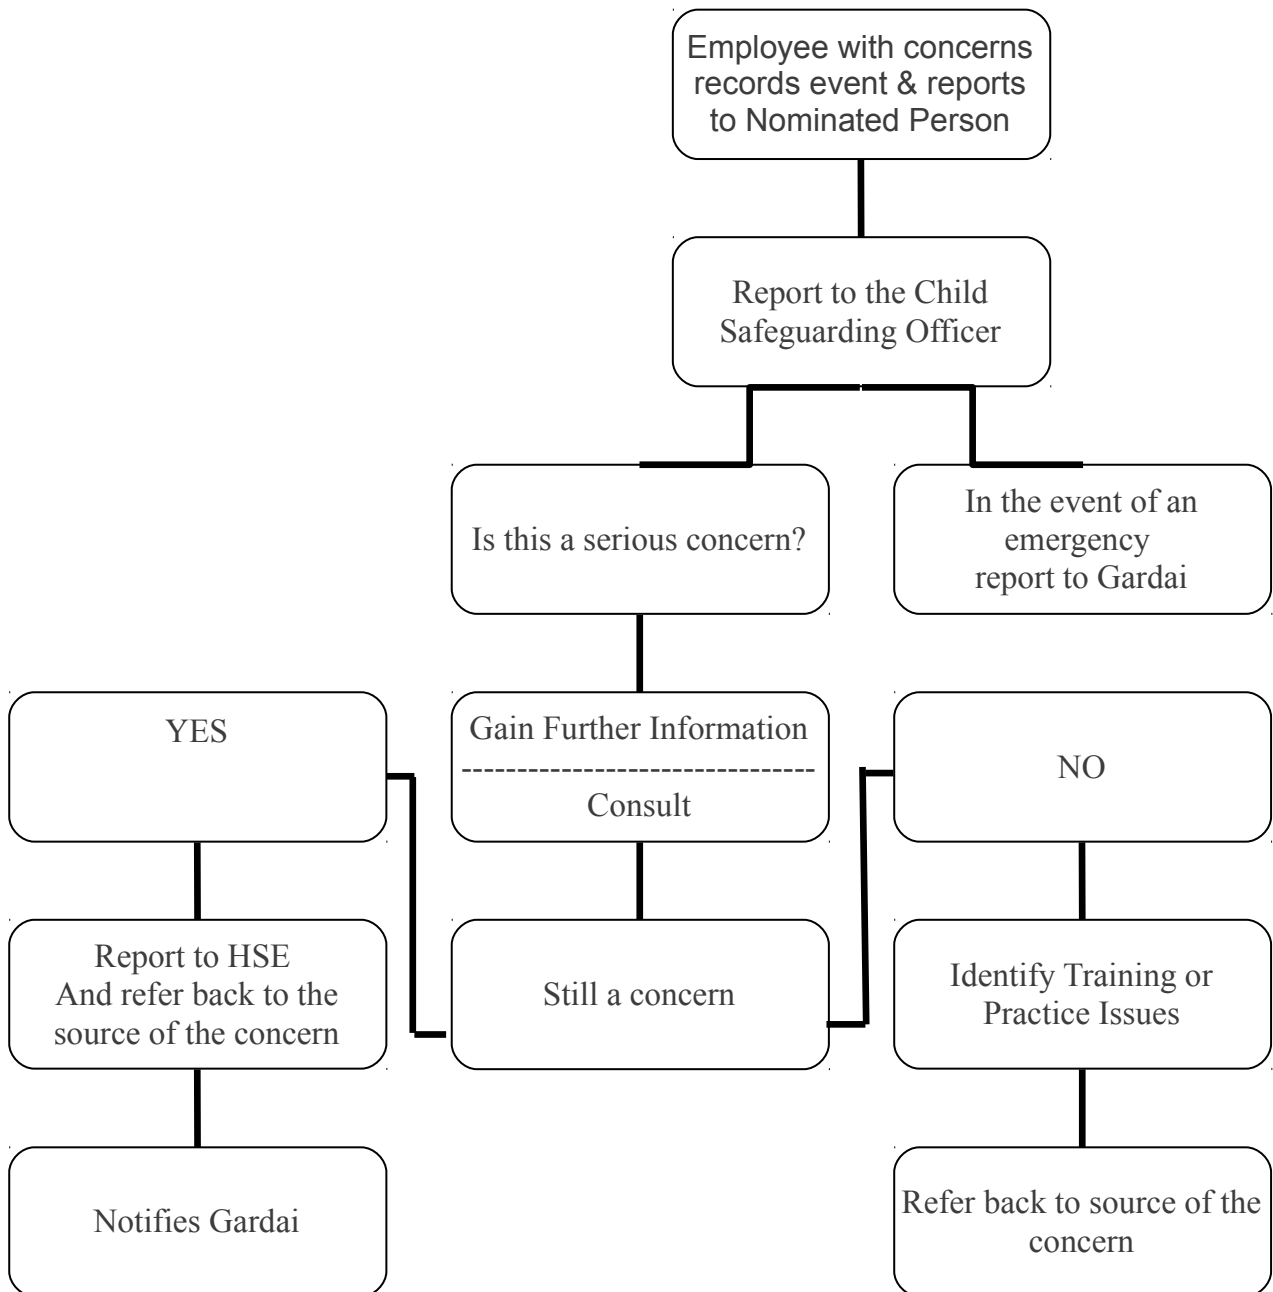 Employee with concerns
records event & reports
to Nominated Person
Report to the Child
Safeguarding Officer
Is this a serious concern?
In the event of an
emergency
report to Gardai
YES
Gain Further Information
Consult
NO
Report to HSE
And refer back to the
source of the concern
Still a concern
Identify Training or
Practice Issues
Notifies Gardai
Refer back to source of the
concern